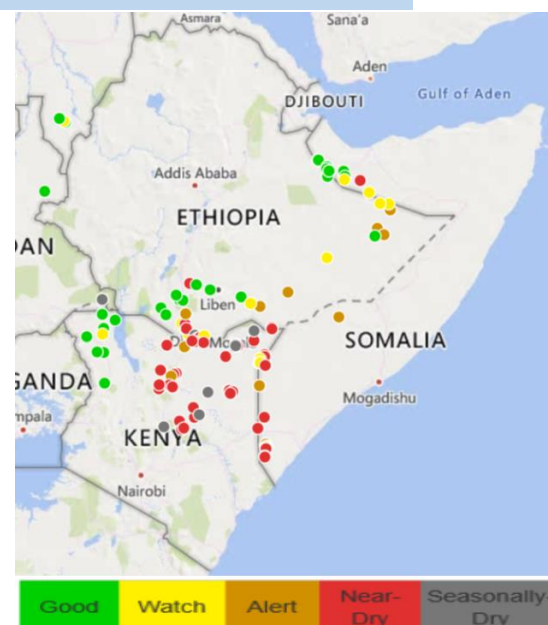 Asmara
Sana'a
Aden
DJIBOUTI
Gulf of Aden
Addis Ababa
ETHIOPIA
AN
Liben
SOMALIA
GANDA
mpala
Mogadishu
KENYA
Nairobi
Good
Watch
Alert
Near-
Dry
Seasonally-
Dry